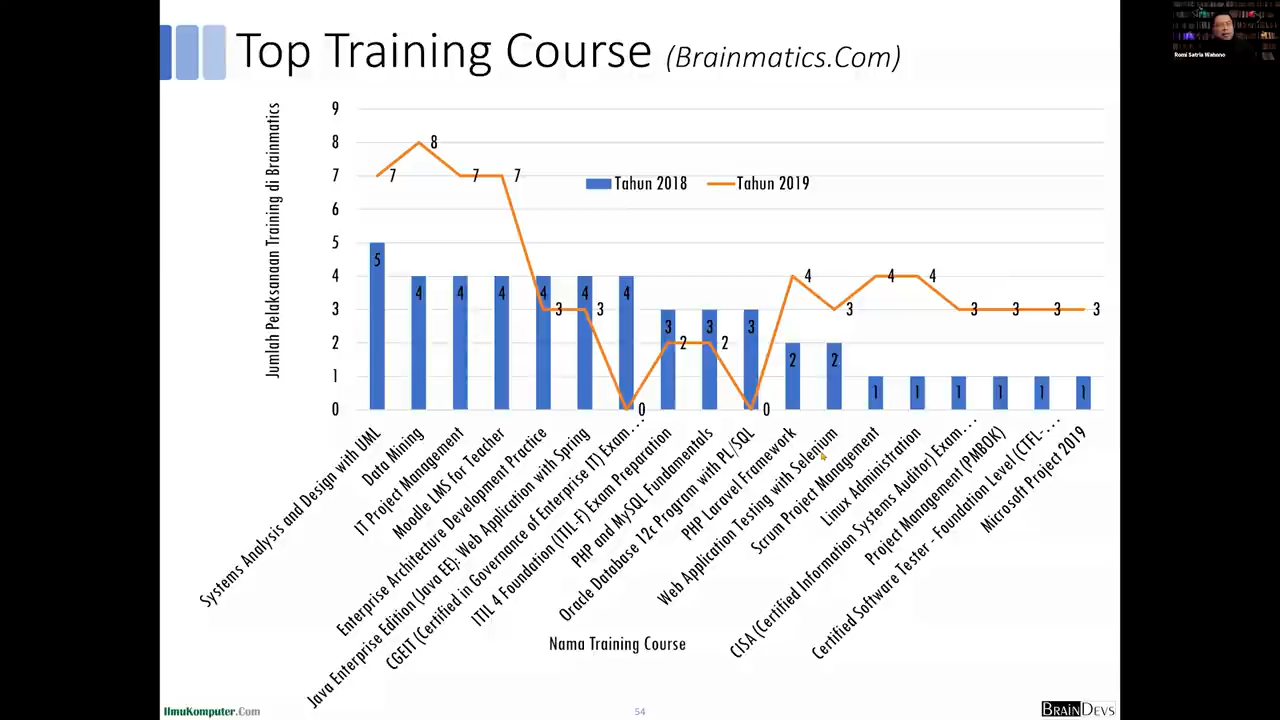 Top Training Course (Brainmatics.Com)
Romi Satria Wahono
Jumlah Pelaksanaan Training di Brainmatics
9
8
7
6
5
4
3
2
1
0
Tahun 2018
Tahun 2019
7
8
7
7
3
3
0
2
2
0
4
3
4
4
3
3
3
3
5
4
4
4
4
4
4
3
3
3
2
2
1
1
1
1
1
1
Systems Analysis and Design with UML
Data Mining
IT Project Management
Moodle LMS for Teacher
Enterprise Architecture Development Practice
Java Enterprise Edition (Java EE): Web Application with Spring
CGEIT (Certified in Governance of Enterprise IT) Exam...
ITIL 4 Foundation (ITIL-F) Exam Preparation
PHP and MySQL Fundamentals
Oracle Database 12c Program with PL/SQL
PHP Laravel Framework
Web Application Testing with Selenium
Scrum Project Management
Linux Administration
CISA (Certified Information Systems Auditor) Exam...
Project Management (PMBOK)
Certified Software Tester - Foundation Level (CTFL-...
Microsoft Project 2019
Nama Training Course
IlmuKomputer.Com
54
BRAINDEVS